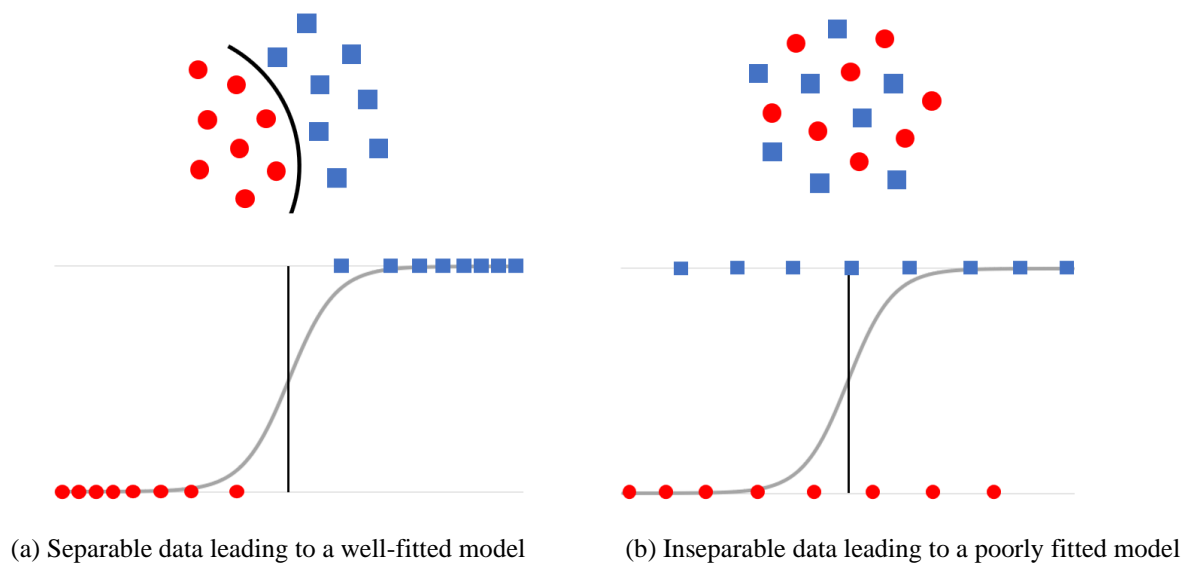 (a) Separable data leading to a well-fitted model
(b) Inseparable data leading to a poorly fitted model